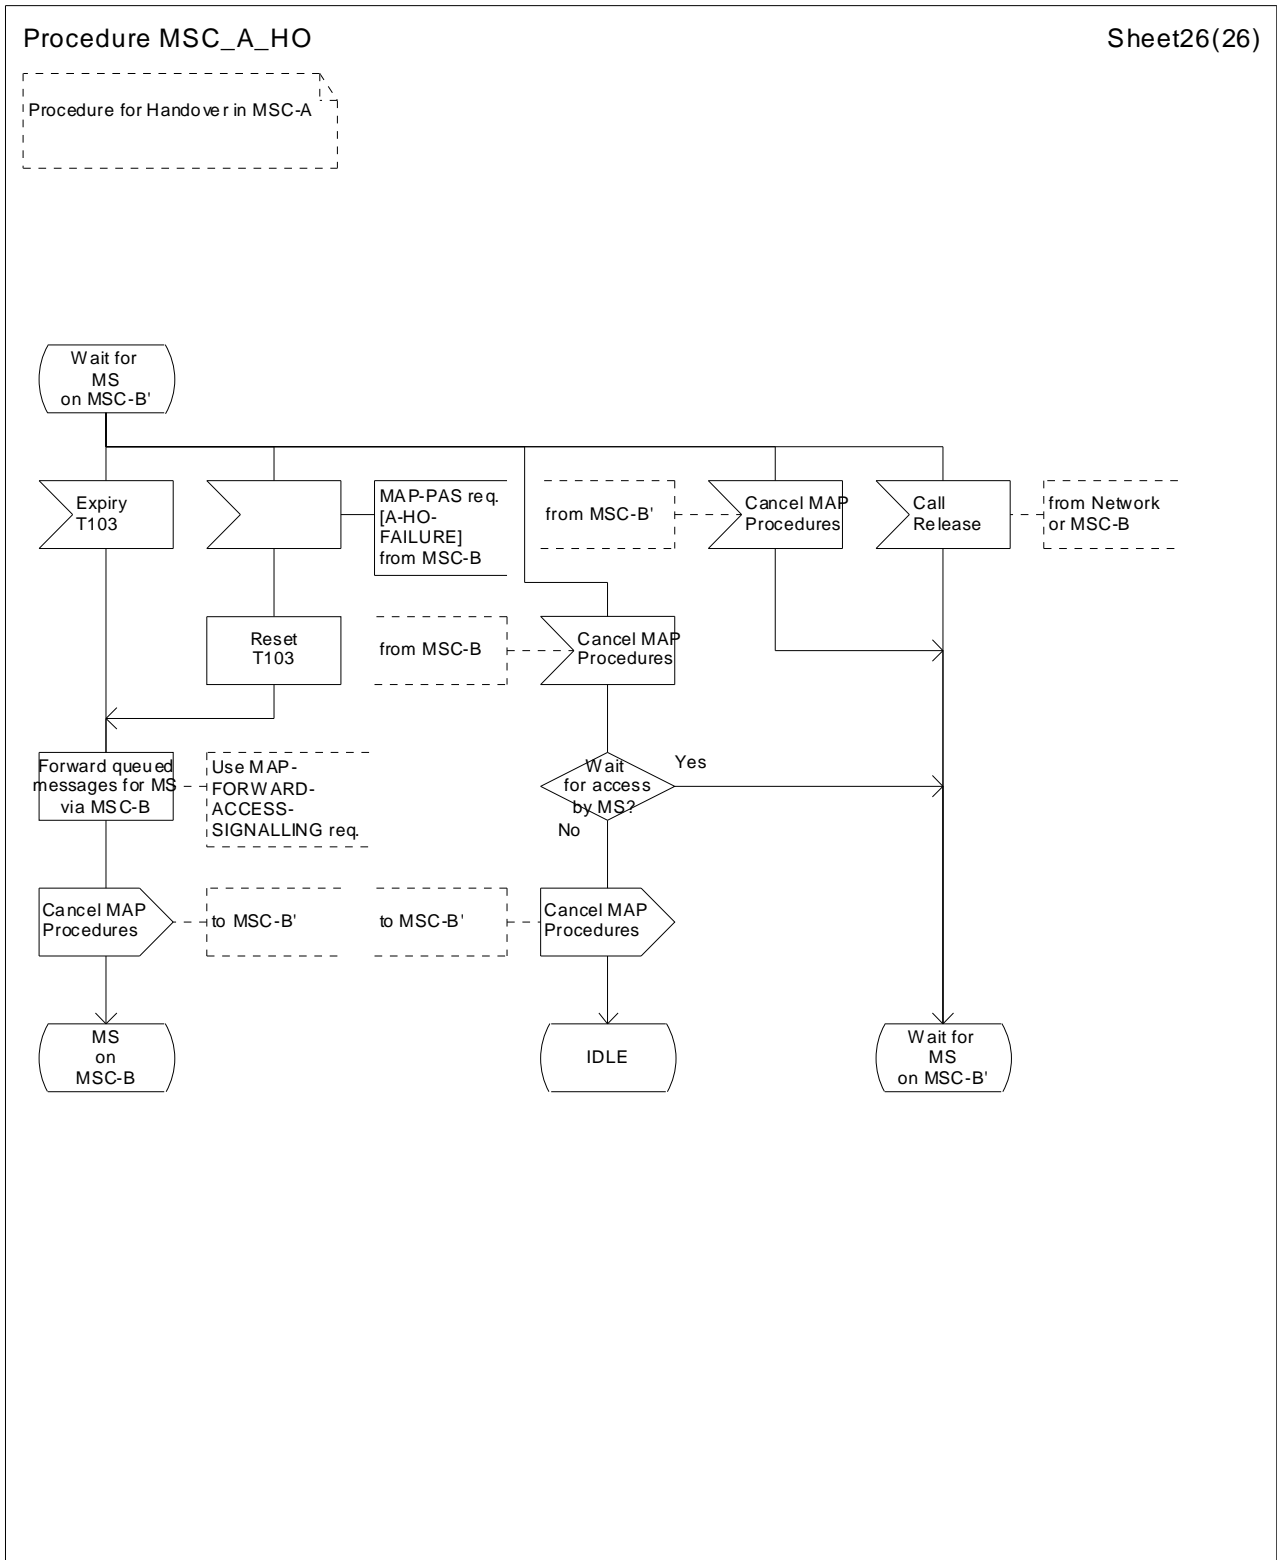 Procedure MSC_A_HO
Sheet26(26)
Procedure for Handover in MSC-A
Wait for
MS
on MSC-B'
Expiry
T103
MAP-PAS req.
[A-HO-
FAILURE]
from MSC-B
from MSC-B'
Cancel MAP
Procedures
Call
Release
from Network
or MSC-B
Reset
T103
from MSC-B
Cancel MAP
Procedures
Forward queued
messages for MS
via MSC-B
Use MAP-
FORWARD-
ACCESS-
SIGNALLING req.
Wait
for access
by MS?
Yes
No
Cancel MAP
Procedures
to MSC-B'
to MSC-B'
Cancel MAP
Procedures
MS
on
MSC-B
IDLE
Wait for
MS
on MSC-B'